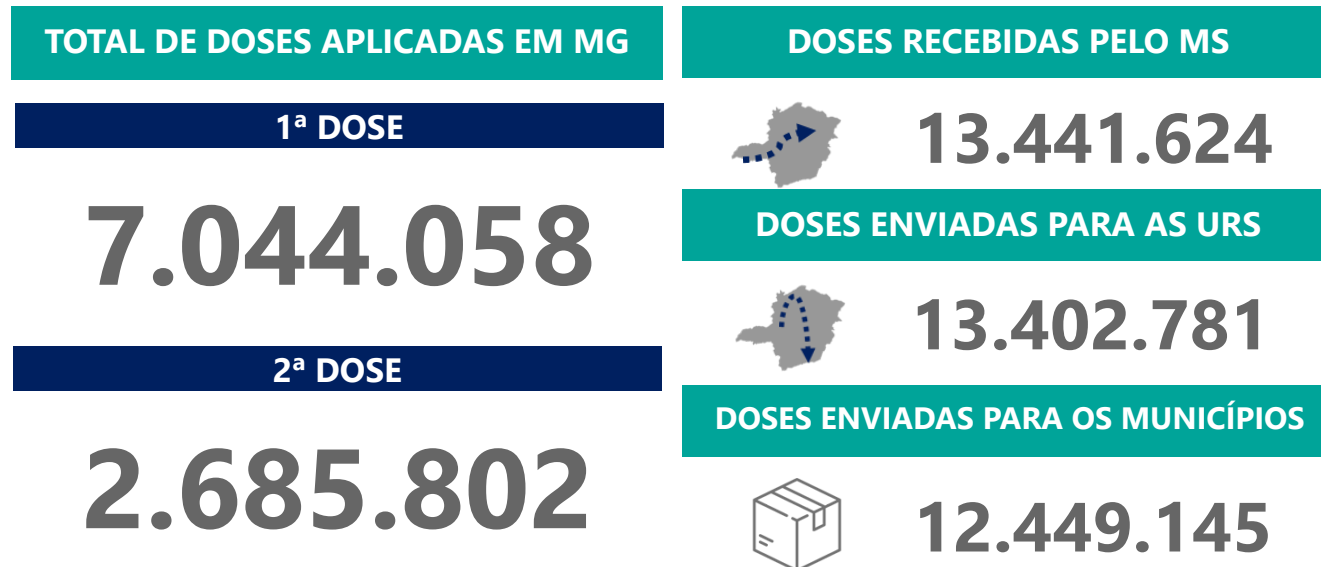 TOTAL DE DOSES APLICADAS EM MG
1ª DOSE
7.044.058
2ª DOSE
2.685.802
DOSES RECEBIDAS PELO MS
13.441.624
DOSES ENVIADAS PARA AS URS
13.402.781
DOSES ENVIADAS PARA OS MUNICÍPIOS
12.449.145